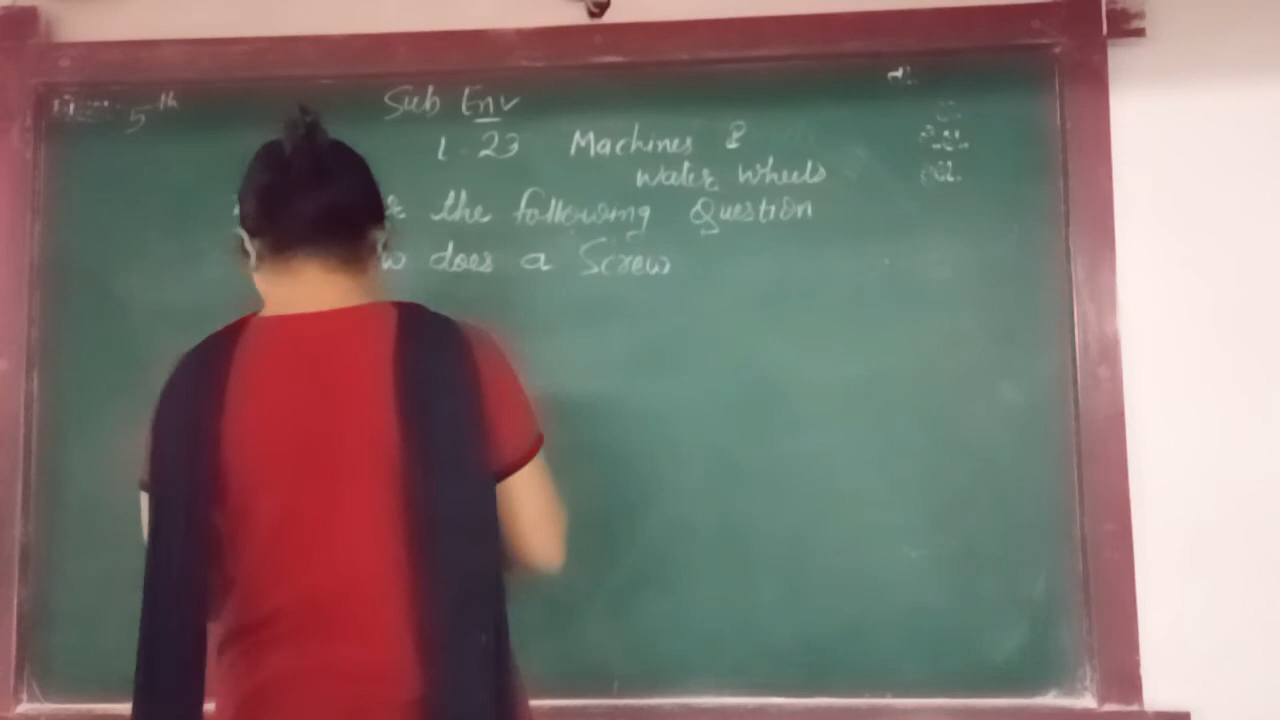 5th
Sub Env
L-23 Machines &
Water Wheels
the following Question
does a Screw